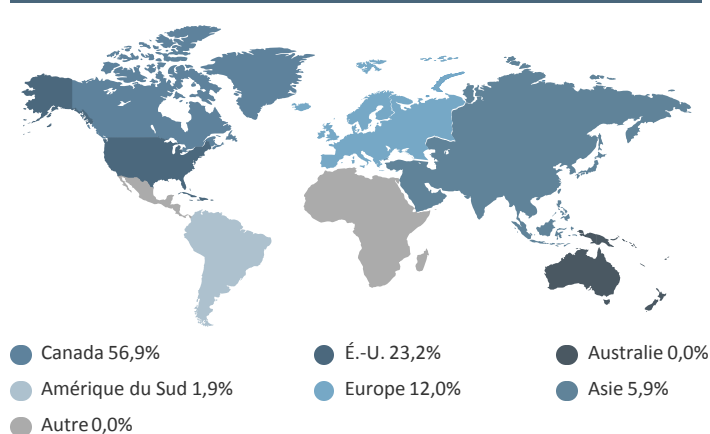 Canada 56,9% É.-U. 23,2% Australie 0,0%
Amérique du Sud 1,9% Europe 12,0% Asie 5,9%
Autre 0,0%